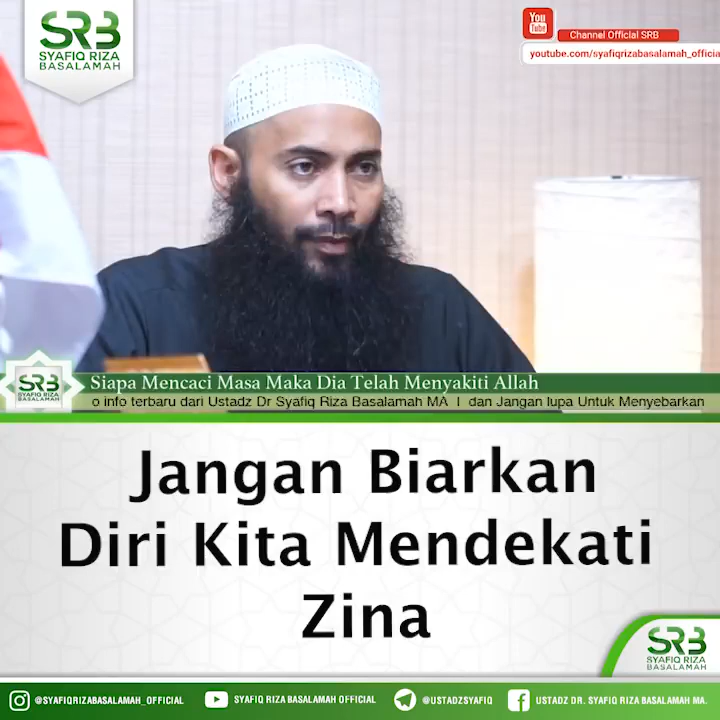 SRB
SYAFIQ RIZA
BASALAMAH
You
Tube
Channel Official SRB
youtube.com/syafiqrizabasalamah_officia
SRB
SYAFIQ RIZA
BASALAMAH
Siapa Mencaci Masa Maka Dia Telah Menyakiti Allah
o info terbaru dari Ustadz Dr Syafiq Riza Basalamah MA | dan Jangan lupa Untuk Menyebarkan
Jangan Biarkan
Diri Kita Mendekati
Zina
SRB
SYAFIQ RIZA
BASALAMAH
@SYAFIQRIZABASALAMAH_OFFICIAL
SYAFIQ RIZA BASALAMAH OFFICIAL
@USTADZSYAFIQ
USTADZ DR. SYAFIQ RIZA BASALAMAH MA.